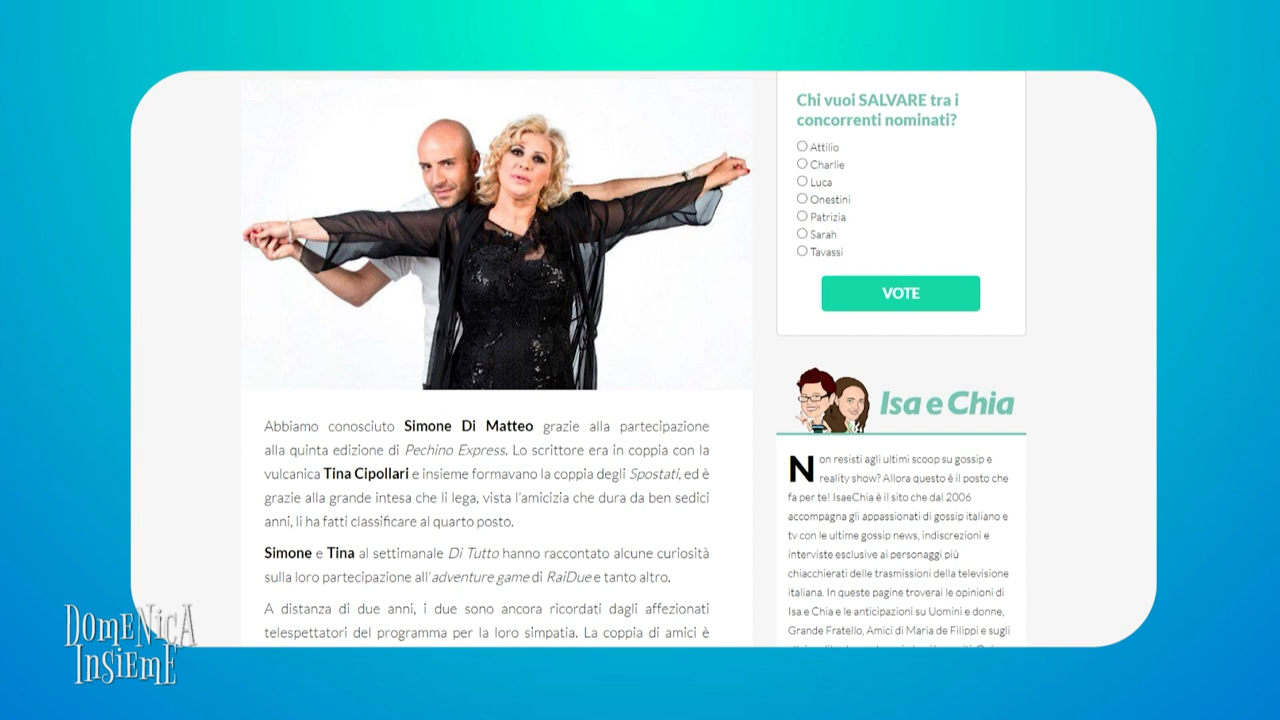 Abbiamo conosciuto Simone Di Matteo grazie alla partecipazione
alla quinta edizione di Pechino Express. Lo scrittore era in coppia con la
vulcanica Tina Cipollari e insieme formavano la coppia degli Spostati, ed è
grazie alla grande intesa che li lega, vista l'amicizia che dura da ben sedici
anni, li ha fatti classificare al quarto posto.
Simone e Tina al settimanale Di Tutto hanno raccontato alcune curiosità
sulla loro partecipazione all'adventure game di RaiDue e tanto altro.
A distanza di due anni, i due sono ancora ricordati dagli affezionati
telespettatori del programma per la loro simpatia. La coppia di amici è
Chi vuoi SALVARE tra i
concorrenti nominati?
Attilio
Charlie
Luca
Onestini
Patrizia
Sarah
Tavassi
VOTE
Isa e Chia
Non resisti agli ultimi scoop su gossip e
reality show? Allora questo è il posto che
fa per te! IsaeChia è il sito che dal 2006
accompagna gli appassionati di gossip italiano e
tv con le ultime gossip news, indiscrezioni e
interviste esclusive ai personaggi più
chiacchierati delle trasmissioni della televisione
italiana. In queste pagine troverai le opinioni di
Isa e Chia e le anticipazioni su Uomini e donne,
Grande Fratello, Amici di Maria de Filippi e sugli
DOMENICA
INSIEME